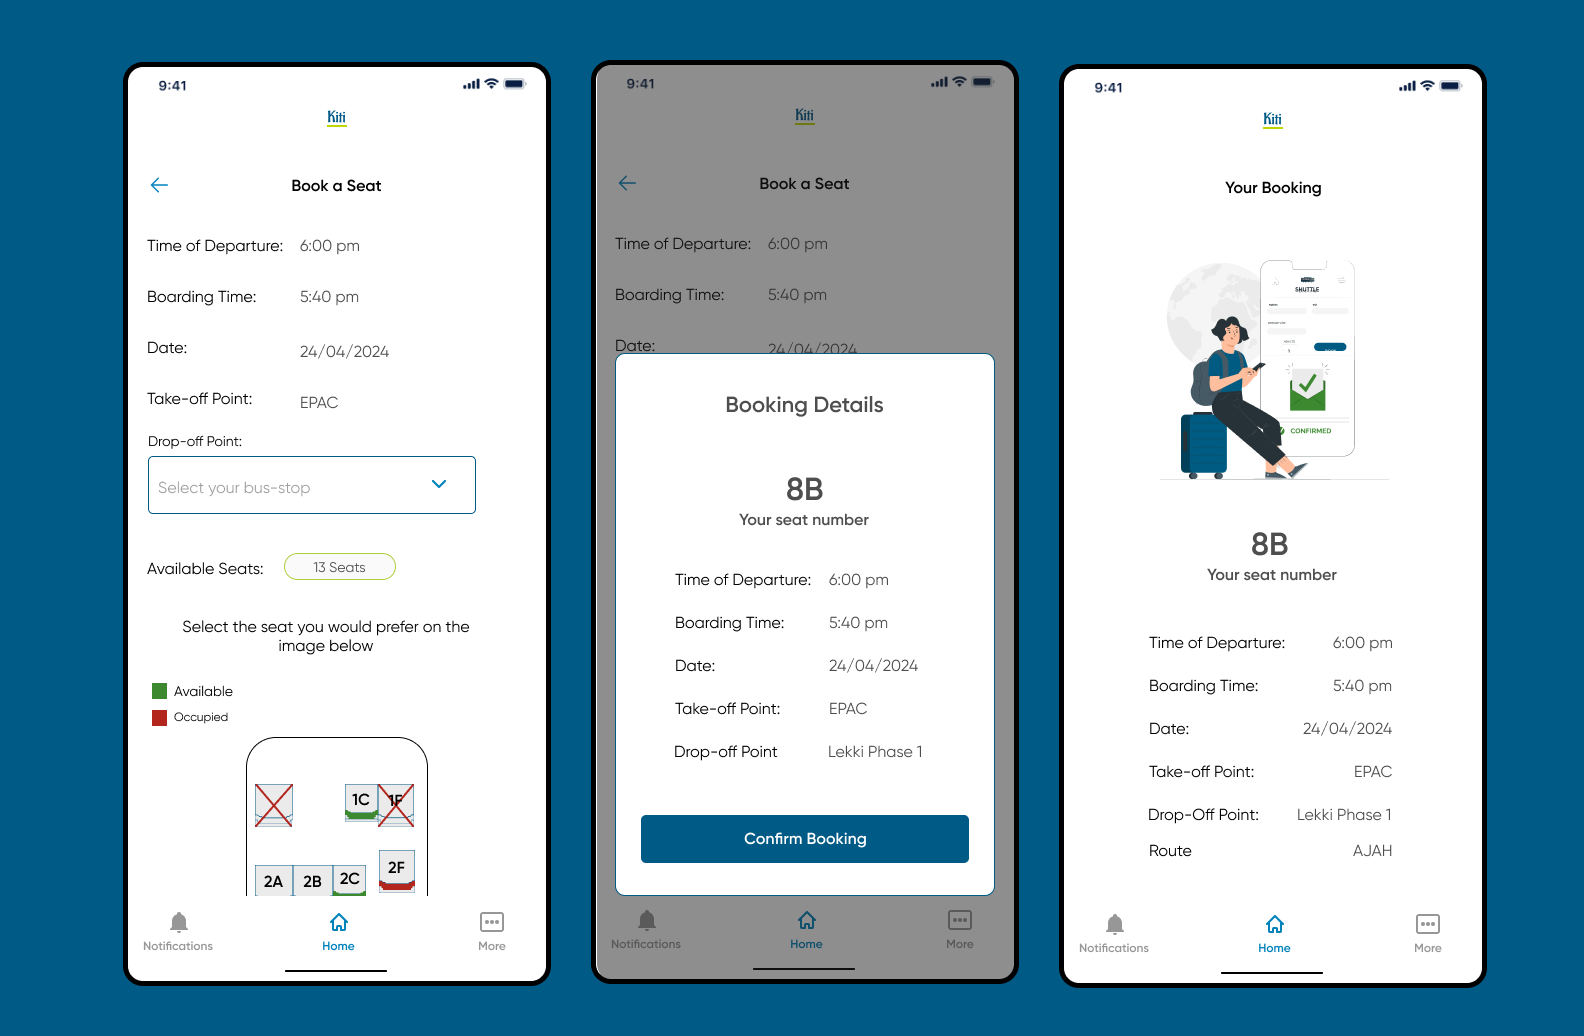 9:41
Kiti
Book a Seat
Time of Departure: 6:00 pm
Boarding Time: 5:40 pm
Date: 24/04/2024
Take-off Point: EPAC
Drop-off Point:
Select your bus-stop
Available Seats: 13 Seats
Select the seat you would prefer on the
image below
Available
Occupied
1C 1F
2A 2B 2C 2F
Notifications Home More
9:41
Kiti
Book a Seat
Time of Departure: 6:00 pm
Boarding Time: 5:40 pm
Date: 24/04/2024
Booking Details
8B
Your seat number
Time of Departure: 6:00 pm
Boarding Time: 5:40 pm
Date: 24/04/2024
Take-off Point: EPAC
Drop-off Point Lekki Phase 1
Confirm Booking
Notifications Home More
9:41
Kiti
Your Booking
SHUTTLE
CONFIRMED
8B
Your seat number
Time of Departure: 6:00 pm
Boarding Time: 5:40 pm
Date: 24/04/2024
Take-off Point: EPAC
Drop-Off Point: Lekki Phase 1
Route AJAH
Notifications Home More